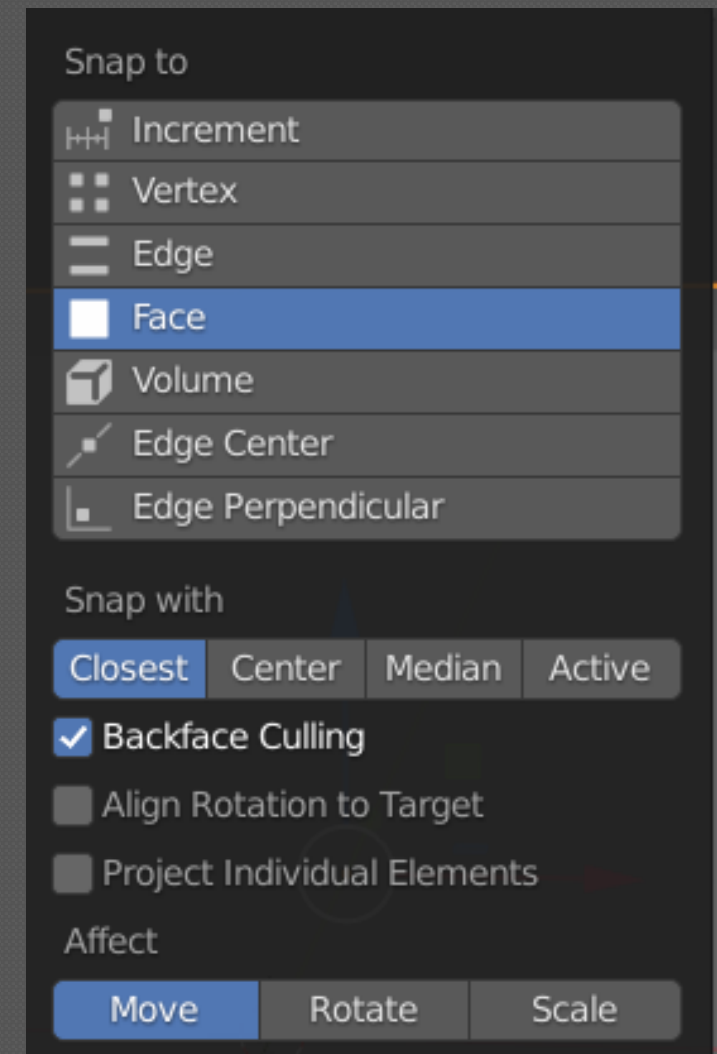 Snap to
Increment
Vertex
Edge
Face
Volume
Edge Center
Edge Perpendicular
Snap with
Closest Center Median Active
Backface Culling
Align Rotation to Target
Project Individual Elements
Affect
Move Rotate Scale